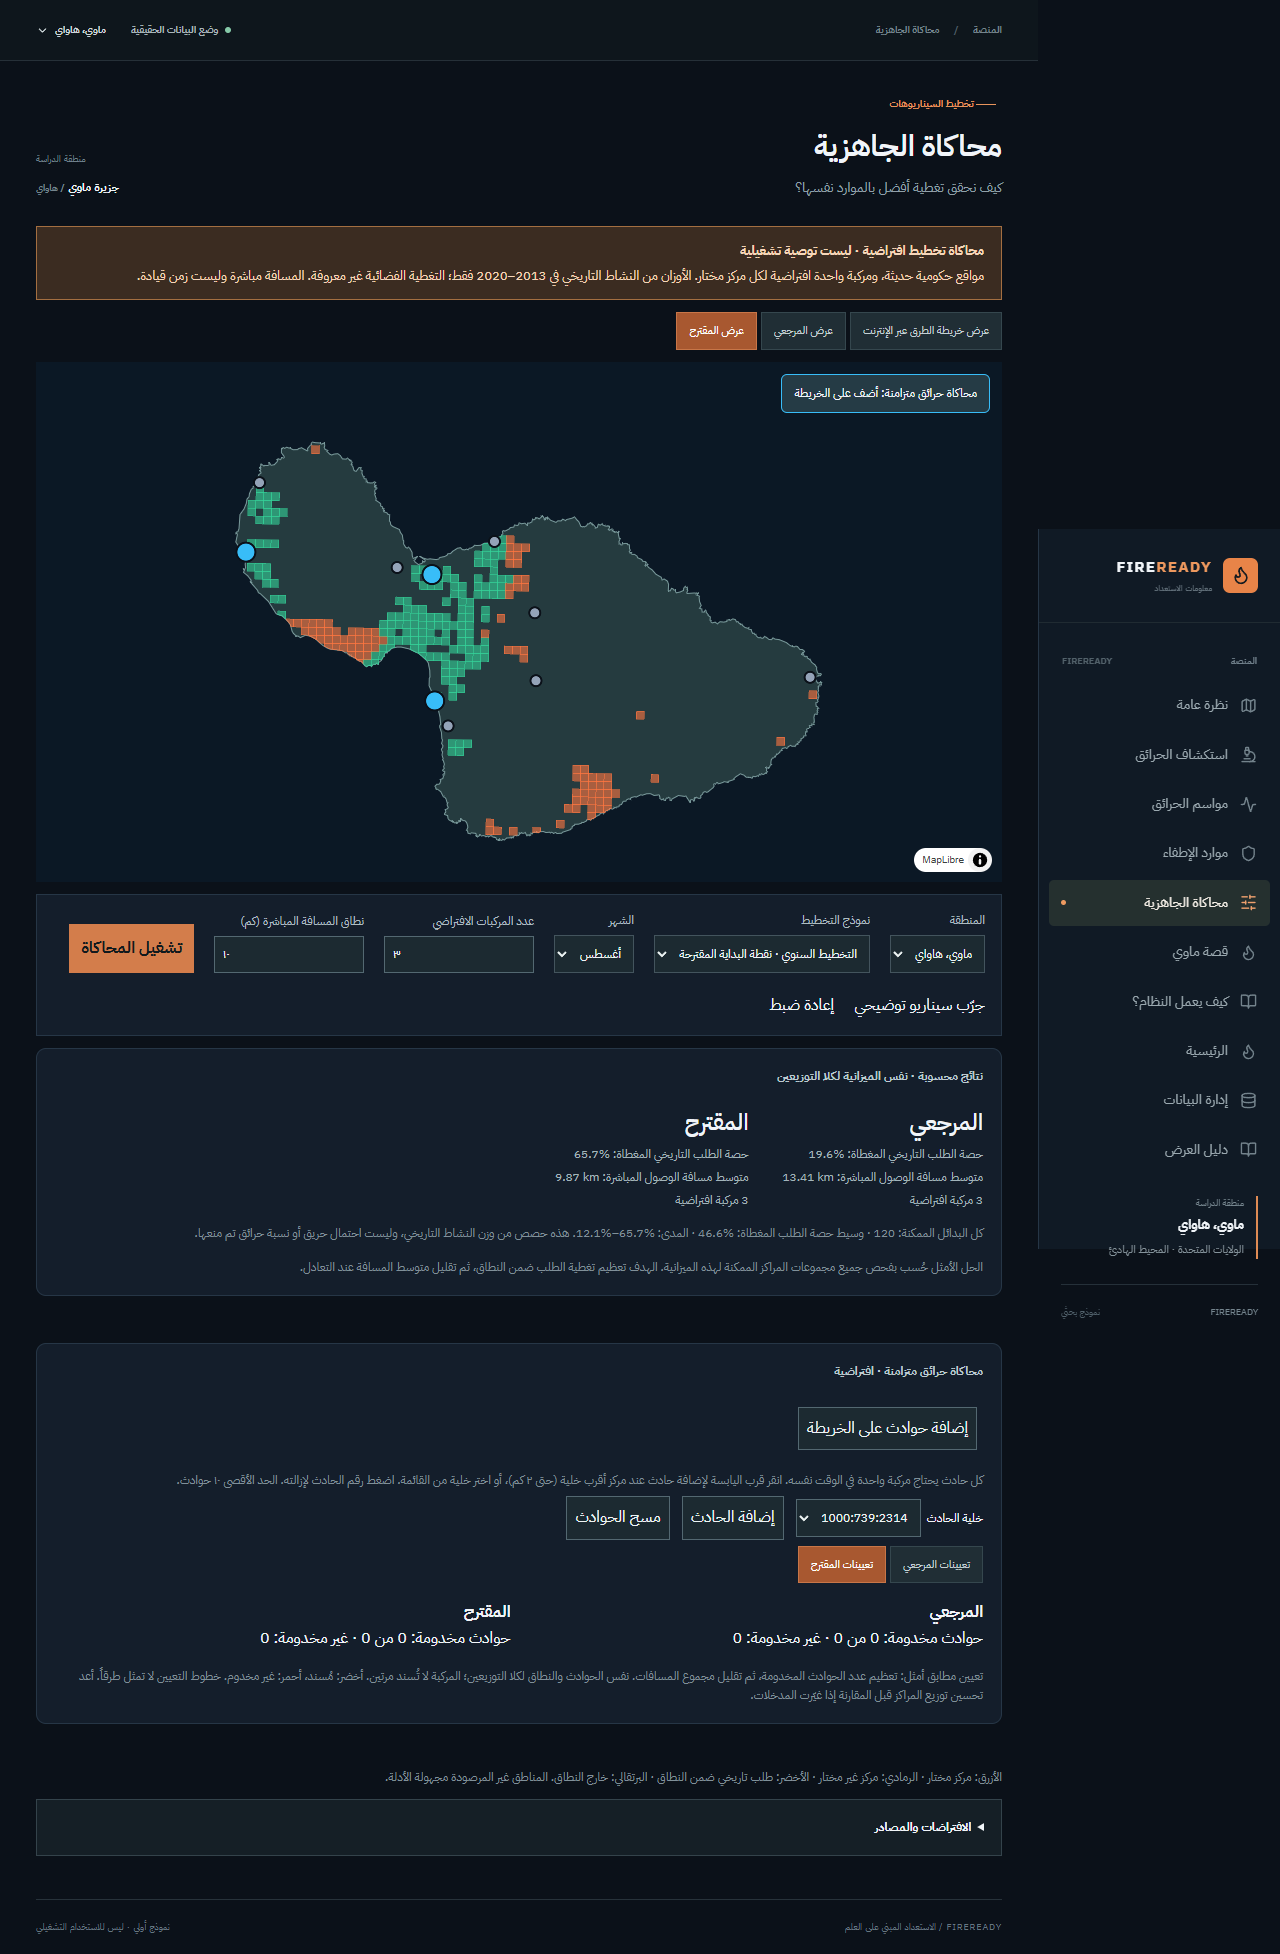 المنصة / محاكاة الجاهزية
وضع البيانات الحقيقية
ماوي، هاواي
تخطيط السيناريوهات
محاكاة الجاهزية
كيف نحقق تغطية أفضل بالموارد نفسها؟
منطقة الدراسة
جزيرة ماوي / هاواي
محاكاة تخطيط افتراضية · ليست توصية تشغيلية
مواقع حكومية حديثة، ومركبة واحدة افتراضية لكل مركز مختار. الأوزان من النشاط التاريخي في 2013–2020 فقط؛ التغطية الفضائية غير معروفة. المسافة مباشرة وليست زمن قيادة.
عرض خريطة الطرق عبر الإنترنت
عرض المرجعي
عرض المقترح
محاكاة حرائق متزامنة: أضف على الخريطة
MapLibre
المنطقة
ماوي، هاواي
نموذج التخطيط
التخطيط السنوي · نقطة البداية المقترحة
الشهر
أغسطس
عدد المركبات الافتراضي
٣
نطاق المسافة المباشرة (كم)
١٠
تشغيل المحاكاة
جرّب سيناريو توضيحي
إعادة ضبط
نتائج محسوبة · نفس الميزانية لكلا التوزيعين
المرجعي
حصة الطلب التاريخي المغطاة: 19.6%
متوسط مسافة الوصول المباشرة: 13.41 km
3 مركبة افتراضية
المقترح
حصة الطلب التاريخي المغطاة: 65.7%
متوسط مسافة الوصول المباشرة: 9.87 km
3 مركبة افتراضية
كل البدائل الممكنة: 120 · وسيط حصة الطلب المغطاة: 46.6% · المدى: 65.7%–12.1%. هذه حصص من وزن النشاط التاريخي، وليست احتمال حريق أو نسبة حرائق تم منعها.
الحل الأمثل حُسب بفحص جميع مجموعات المراكز الممكنة لهذه الميزانية. الهدف تعظيم تغطية الطلب ضمن النطاق، ثم تقليل متوسط المسافة عند التعادل.
محاكاة حرائق متزامنة · افتراضية
إضافة حوادث على الخريطة
كل حادث يحتاج مركبة واحدة في الوقت نفسه. انقر قرب اليابسة لإضافة حادث عند مركز أقرب خلية (حتى ٢ كم)، أو اختر خلية من القائمة. اضغط رقم الحادث لإزالته. الحد الأقصى ١٠ حوادث.
خلية الحادث
1000:739:2314
إضافة الحادث
مسح الحوادث
تعيينات المرجعي
تعيينات المقترح
المرجعي
حوادث مخدومة: 0 من 0 · غير مخدومة: 0
المقترح
حوادث مخدومة: 0 من 0 · غير مخدومة: 0
تعيين مطابق أمثل: تعظيم عدد الحوادث المخدومة، ثم تقليل مجموع المسافات. نفس الحوادث والنطاق لكلا التوزيعين؛ المركبة لا تُسند مرتين. أخضر: مُسند، أحمر: غير مخدوم. خطوط التعيين لا تمثل طرقاً. أعد
تحسين توزيع المراكز قبل المقارنة إذا غيّرت المدخلات.
الأزرق: مركز مختار · الرمادي: مركز غير مختار · الأخضر: طلب تاريخي ضمن النطاق · البرتقالي: خارج النطاق. المناطق غير المرصودة مجهولة الأدلة.
الافتراضات والمصادر
FIREREADY / الاستعداد المبني على العلم
نموذج أولي · ليس للاستخدام التشغيلي
FIREREADY
معلومات الاستعداد
المنصة
FIREREADY
نظرة عامة
استكشاف الحرائق
مواسم الحرائق
موارد الإطفاء
محاكاة الجاهزية
قصة ماوي
كيف يعمل النظام؟
الرئيسية
إدارة البيانات
دليل العرض
منطقة الدراسة
ماوي، هاواي
الولايات المتحدة · المحيط الهادئ
FIREREADY
نموذج بحثي